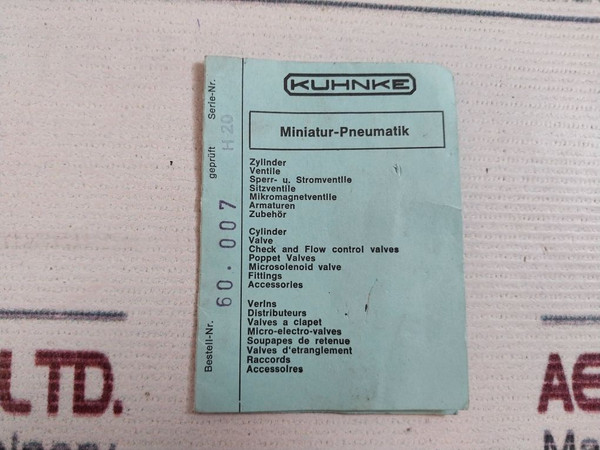 KUHNKE
Miniatur-Pneumatik
Zylinder
Ventile
Sperr- u. Stromventile
Sitzventile
Mikromagnetventile
Armaturen
Zubehör
Cylinder
Valve
Check and Flow control valves
Poppet Valves
Microsolenoid valve
Fittings
Accessories
Verins
Distributeurs
Valves a clapet
Micro-electro-valves
Soupapes de retenue
Valves d'etranglement
Raccords
Accessoires
Bestell-Nr. 60.007
geprüft H20
Serie-Nr.
LTD.
AE
Ma